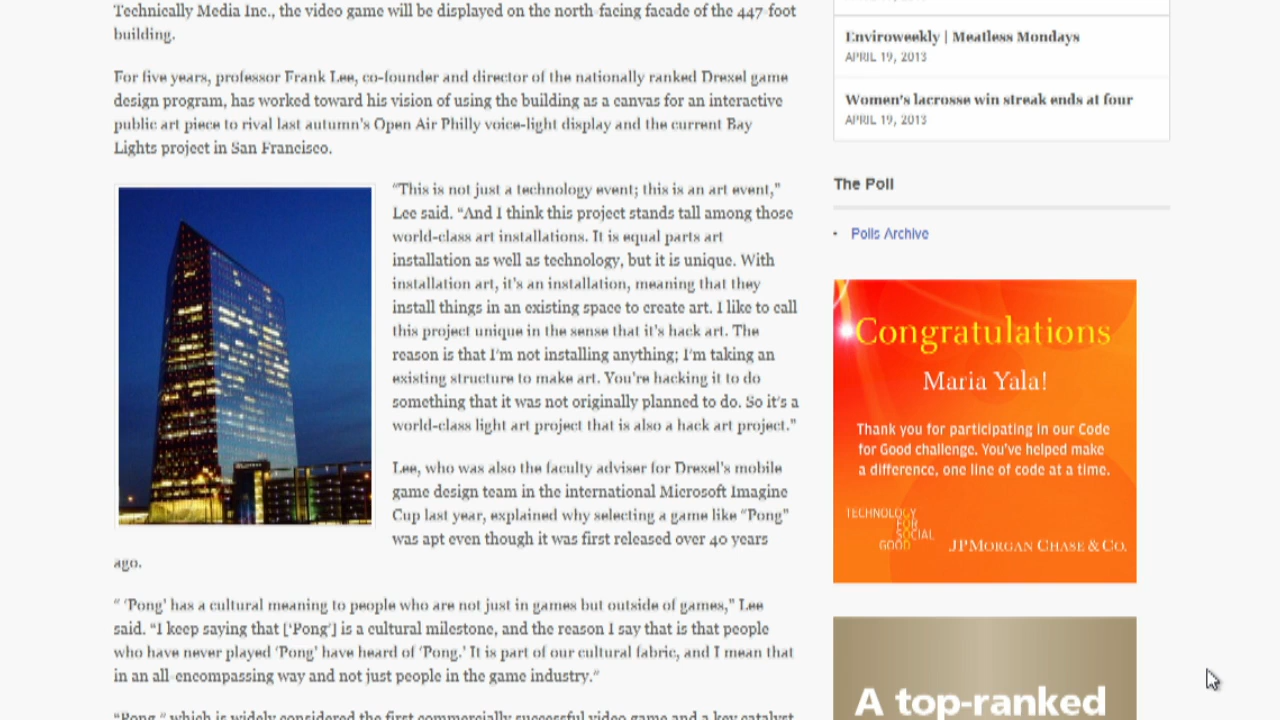 Technically Media Inc., the video game will be displayed on the north-facing facade of the 447-foot
building.
For five years, professor Frank Lee, co-founder and director of the nationally ranked Drexel game
design program, has worked toward his vision of using the building as a canvas for an interactive
public art piece to rival last autumn's Open Air Philly voice-light display and the current Bay
Lights project in San Francisco.
"This is not just a technology event; this is an art event,"
Lee said. "And I think this project stands tall among those
world-class art installations. It is equal parts art
installation as well as technology, but it is unique. With
installation art, it's an installation, meaning that they
install things in an existing space to create art. I like to call
this project unique in the sense that it's hack art. The
reason is that I'm not installing anything; I'm taking an
existing structure to make art. You're hacking it to do
something that it was not originally planned to do. So it's a
world-class light art project that is also a hack art project."
Lee, who was also the faculty adviser for Drexel's mobile
game design team in the international Microsoft Imagine
Cup last year, explained why selecting a game like "Pong"
was apt even though it was first released over 40 years
ago.
" 'Pong' has a cultural meaning to people who are not just in games but outside of games," Lee
said. "I keep saying that ['Pong'] is a cultural milestone, and the reason I say that is that people
who have never played 'Pong' have heard of 'Pong.' It is part of our cultural fabric, and I mean that
in an all-encompassing way and not just people in the game industry."
"Pong," which is widely considered the first commercially successful video game and a key catalyst
Enviroweekly | Meatless Mondays
APRIL 19, 2013
Women's lacrosse win streak ends at four
APRIL 19, 2013
The Poll
• Polls Archive
Congratulations
Maria Yala!
Thank you for participating in our Code
for Good challenge. You've helped make
a difference, one line of code at a time.
TECHNOLOGY
FOR
SOCIAL
GOOD
JPMORGAN CHASE & CO.
A top-ranked